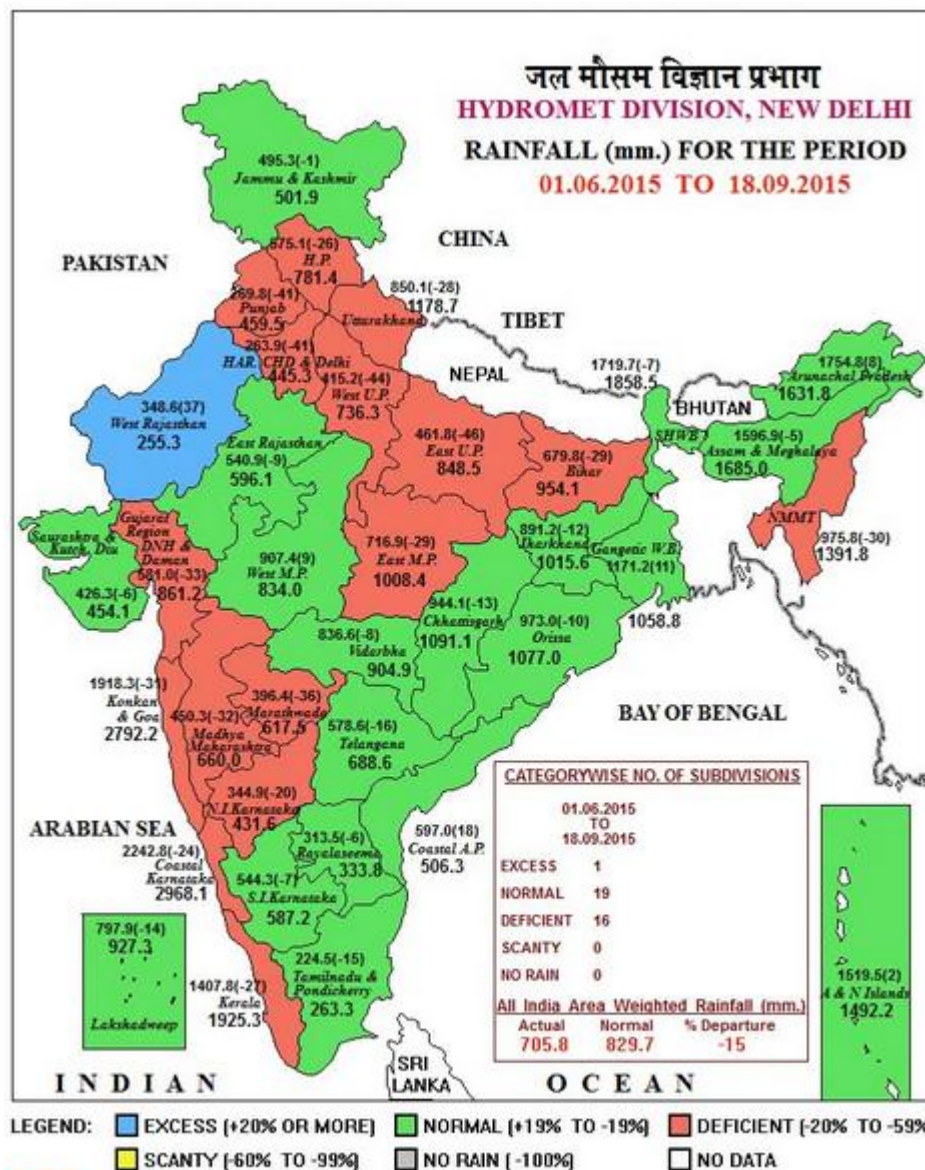 जल मौसम विज्ञान प्रभाग
HYDROMET DIVISION, NEW DELHI
RAINFALL (mm.) FOR THE PERIOD
01.06.2015 TO 18.09.2015
495.3(-1)
Jammu & Kashmir
501.9
CHINA
PAKISTAN
575.1(-26)
H.P.
781.4
850.1(-28)
1178.7
Uttarakhand
TIBET
269.8(-41)
Punjab
459.5
263.9(-41)
HAR. CHD & Delhi
445.3
415.2(-44)
West U.P.
736.3
NEPAL
1719.7(-7)
1858.5
1754.8(8)
Arunachal Pradesh
1631.8
BHUTAN
SHWB
1596.9(-5)
Assam & Meghalaya
1685.0
348.6(37)
West Rajasthan
255.3
East Rajasthan
540.9(-9)
596.1
461.8(-46)
East U.P.
848.5
679.8(-29)
Bihar
954.1
NMMT
975.8(-30)
1391.8
Saurashtra &
Kutch, Diu
426.3(-6)
454.1
Gujarat
Region
DNH &
Daman
581.0(-33)
861.2
907.4(9)
West M.P.
834.0
716.9(-29)
East M.P.
1008.4
891.2(-12)
Jharkhand
1015.6
Gangetic W.B.
1171.2(11)
1058.8
944.1(-13)
Chhattisgarh
1091.1
973.0(-10)
Orissa
1077.0
836.6(-8)
Vidarbha
904.9
1918.3(-31)
Konkan
& Goa
2792.2
450.3(-32)
Madhya
Maharashtra
660.0
396.4(-36)
Marathwada
617.5
578.6(-16)
Telangana
688.6
BAY OF BENGAL
344.9(-20)
N.I.Karnataka
431.6
ARABIAN SEA
2242.8(-24)
Coastal
Karnataka
2968.1
313.5(-6)
Rayalaseema
333.8
597.0(18)
Coastal A.P.
506.3
544.3(-7)
S.I.Karnataka
587.2
797.9(-14)
927.3
Lakshadweep
1407.8(-27)
Kerala
1925.3
224.5(-15)
Tamilnadu &
Pondicherry
263.3
CATEGORYWISE NO. OF SUBDIVISIONS
01.06.2015
TO
18.09.2015
EXCESS 1
NORMAL 19
DEFICIENT 16
SCANTY 0
NO RAIN 0
All India Area Weighted Rainfall (mm.)
Actual Normal % Departure
705.8 829.7 -15
1519.5(2)
A & N Islands
1492.2
SRI
LANKA
INDIAN OCEAN
LEGEND: EXCESS (+20% OR MORE) NORMAL (+19% TO -19%) DEFICIENT (-20% TO -59%
SCANTY (-60% TO -99%) NO RAIN (-100%) NO DATA